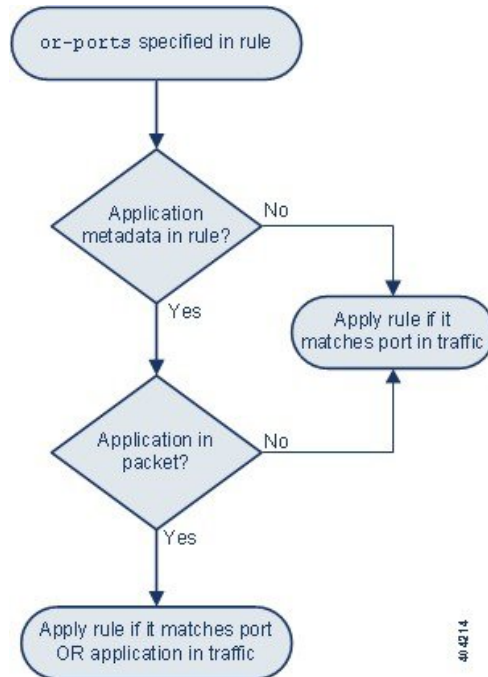 or-ports specified in rule
Application
metadata in rule?
No
Yes
Apply rule if it
matches port in traffic
Application in
packet?
No
Yes
Apply rule if it matches port
OR application in traffic
404214